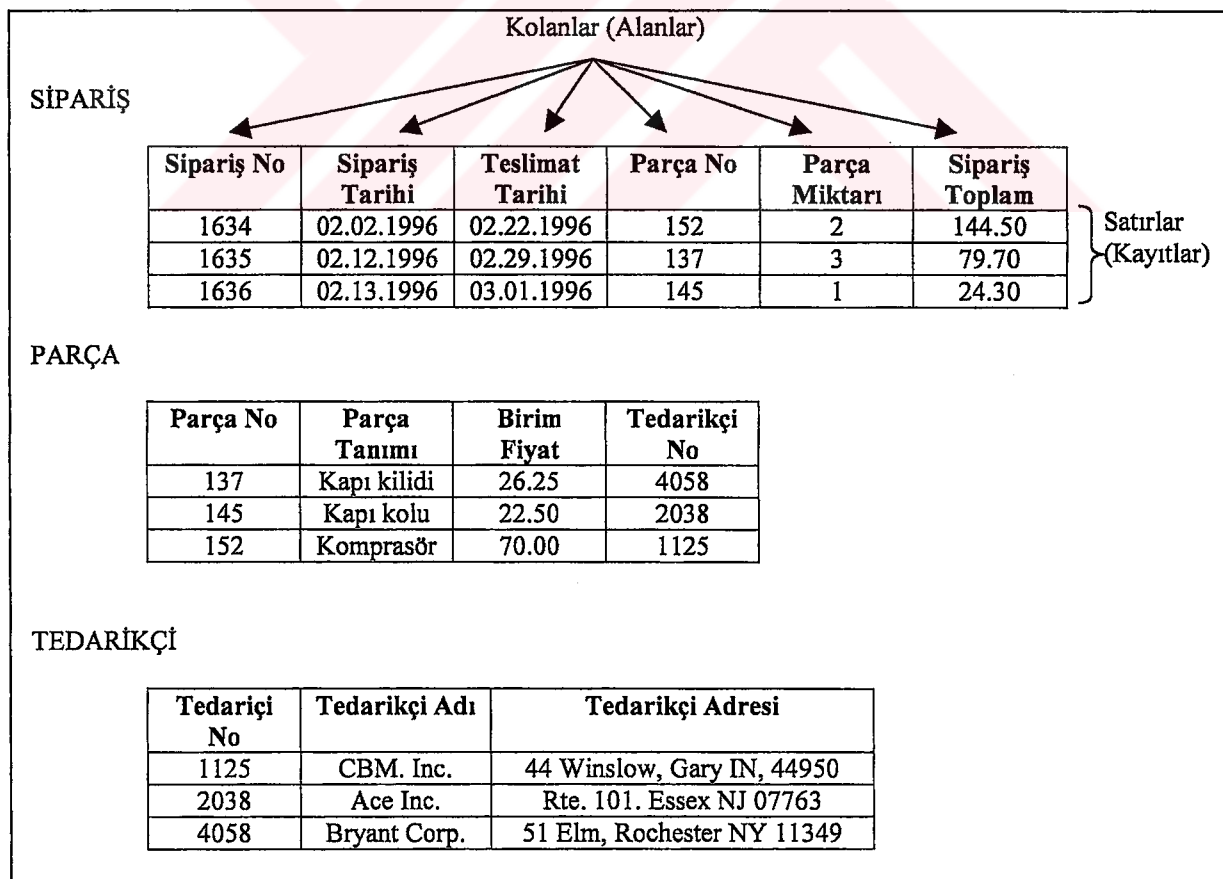 Kolanlar (Alanlar)
SİPARİŞ
Sipariş No Sipariş Tarihi Teslimat Tarihi Parça No Parça Miktarı Sipariş Toplam
1634 02.02.1996 02.22.1996 152 2 144.50
1635 02.12.1996 02.29.1996 137 3 79.70
1636 02.13.1996 03.01.1996 145 1 24.30
Satırlar
(Kayıtlar)
PARÇA
Parça No Parça Tanımı Birim Fiyat Tedarikçi No
137 Kapı kilidi 26.25 4058
145 Kapı kolu 22.50 2038
152 Komprasör 70.00 1125
TEDARİKÇİ
Tedariçi No Tedarikçi Adı Tedarikçi Adresi
1125 CBM. Inc. 44 Winslow, Gary IN, 44950
2038 Ace Inc. Rte. 101. Essex NJ 07763
4058 Bryant Corp. 51 Elm, Rochester NY 11349